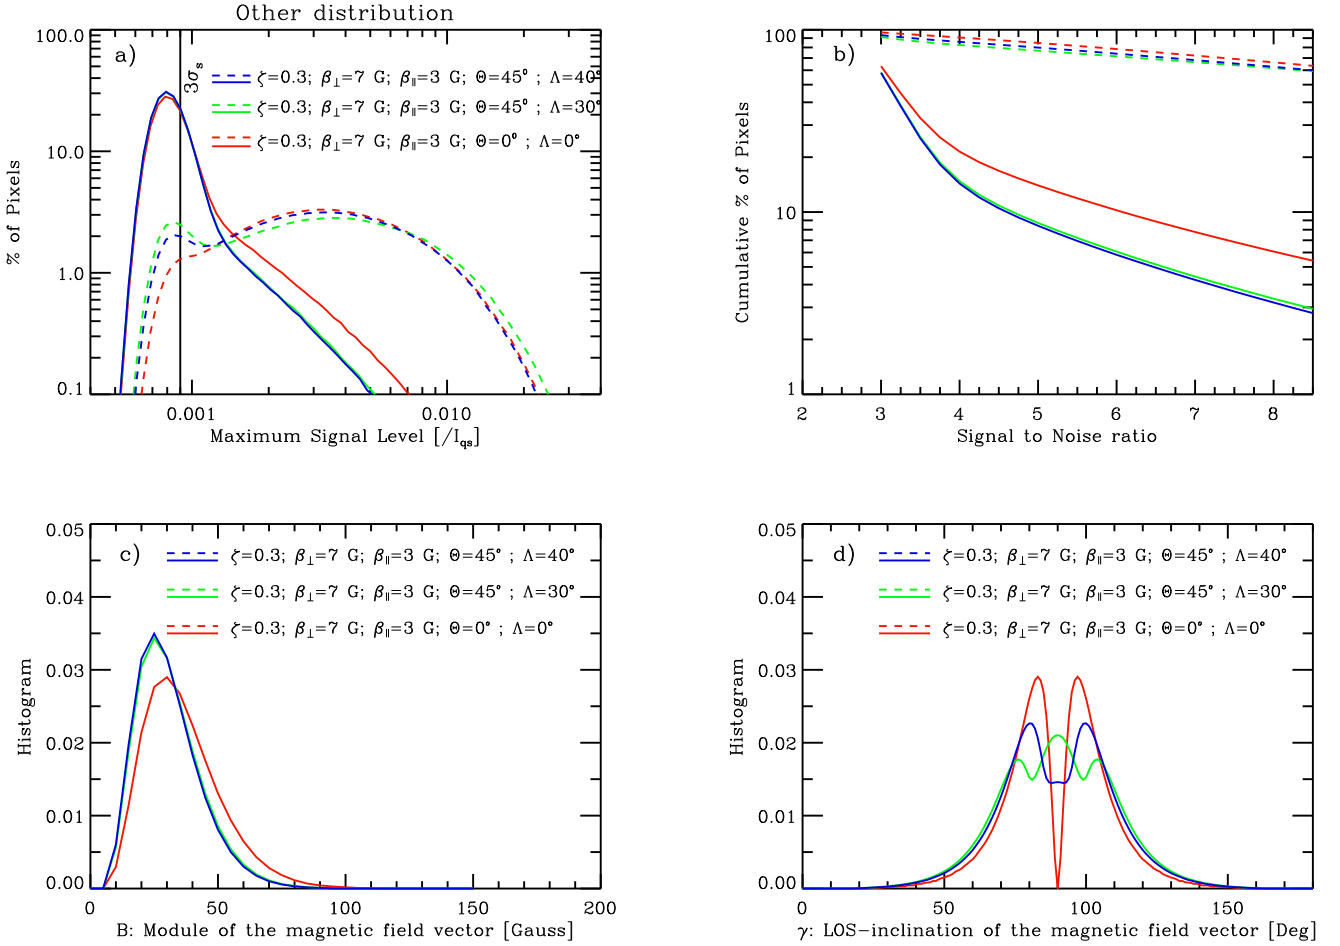 Other distribution
a)
3σs
ζ=0.3; β⊥=7 G; β∥=3 G; Θ=45° ; Λ=40°
ζ=0.3; β⊥=7 G; β∥=3 G; Θ=45° ; Λ=30°
ζ=0.3; β⊥=7 G; β∥=3 G; Θ=0° ; Λ=0°
100.0
10.0
1.0
0.1
% of Pixels
0.001 0.010
Maximum Signal Level [/Iqs]
b)
100
10
1
Cumulative % of Pixels
2 3 4 5 6 7 8
Signal to Noise ratio
c)
ζ=0.3; β⊥=7 G; β∥=3 G; Θ=45° ; Λ=40°
ζ=0.3; β⊥=7 G; β∥=3 G; Θ=45° ; Λ=30°
ζ=0.3; β⊥=7 G; β∥=3 G; Θ=0° ; Λ=0°
0.05
0.04
0.03
0.02
0.01
0.00
Histogram
0 50 100 150 200
B: Module of the magnetic field vector [Gauss]
d)
ζ=0.3; β⊥=7 G; β∥=3 G; Θ=45° ; Λ=40°
ζ=0.3; β⊥=7 G; β∥=3 G; Θ=45° ; Λ=30°
ζ=0.3; β⊥=7 G; β∥=3 G; Θ=0° ; Λ=0°
0.05
0.04
0.03
0.02
0.01
0.00
Histogram
0 50 100 150
γ: LOS-inclination of the magnetic field vector [Deg]